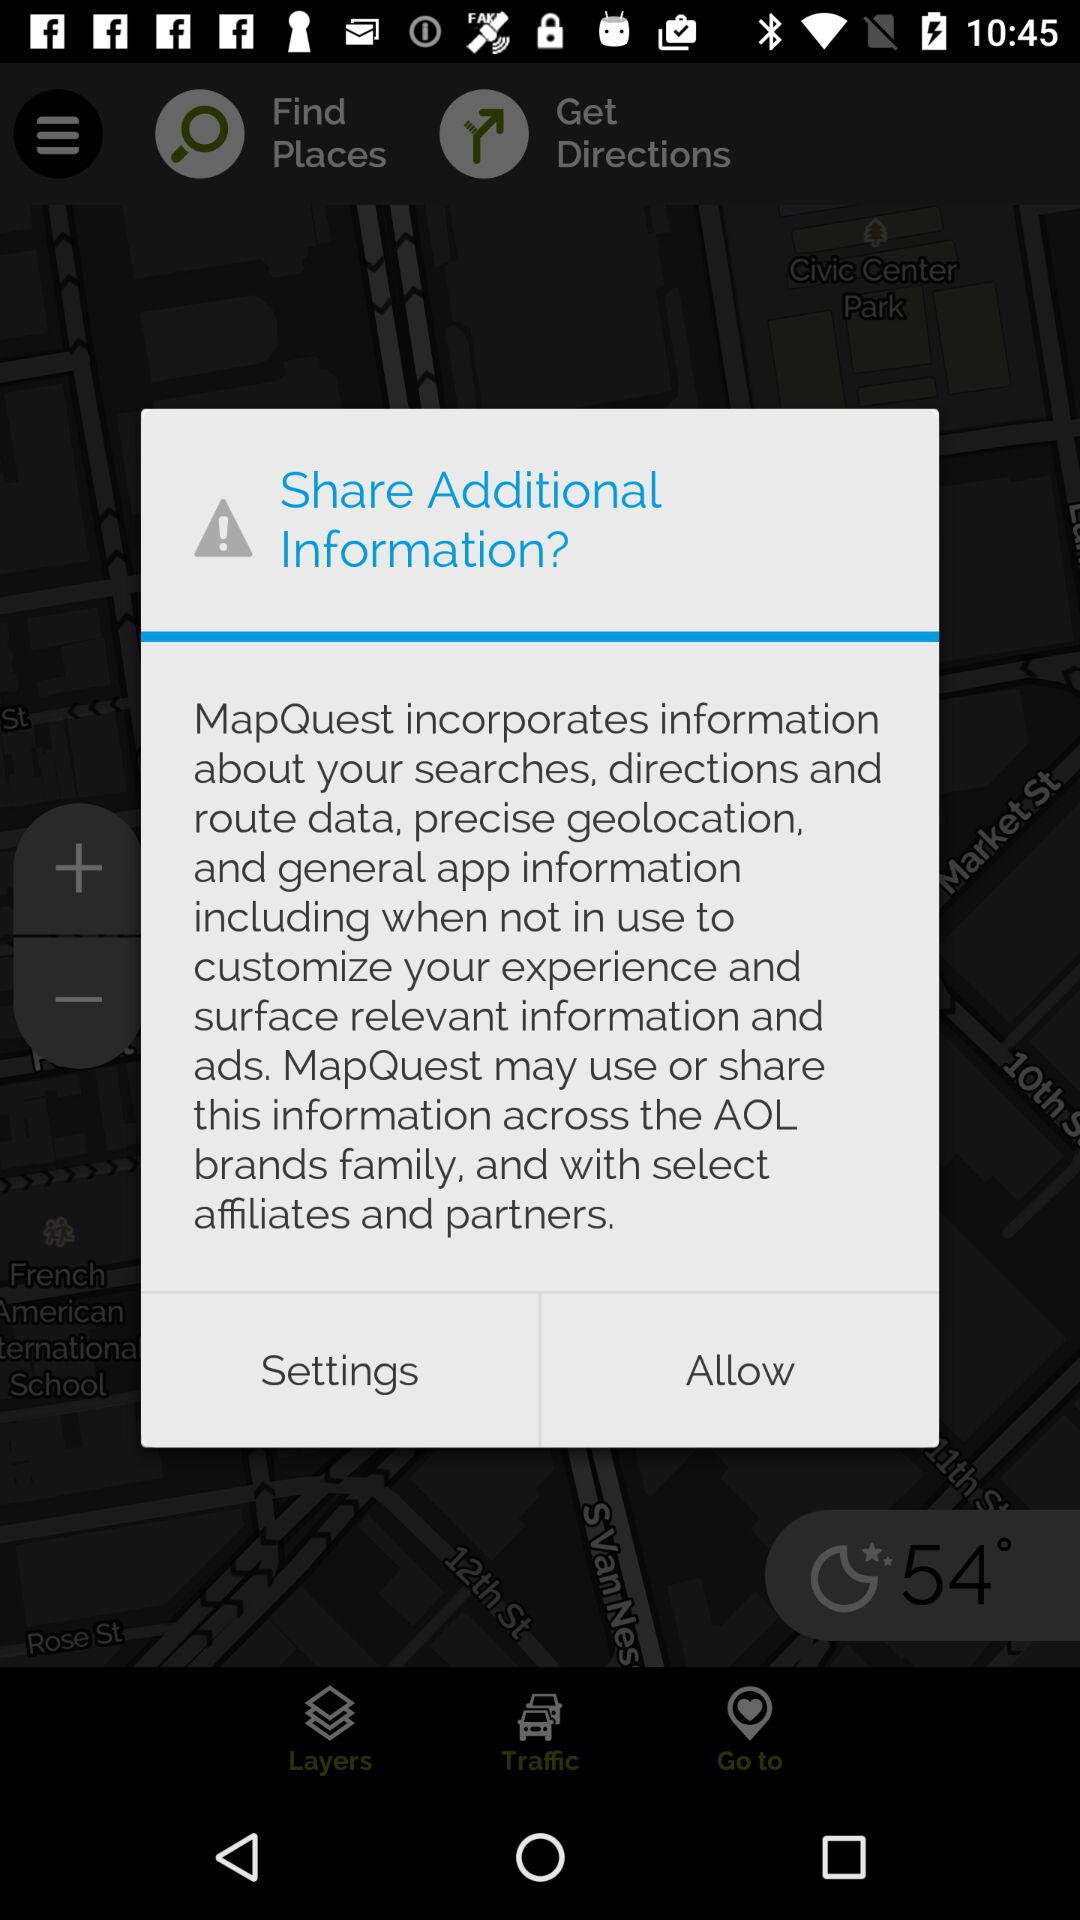 FAKE
10:45
Find
Places
Get
Directions
Civic Center
Park
Share Additional
Information?
St
MapQuest incorporates information
about your searches, directions and
route data, precise geolocation,
and general app information
including when not in use to
customize your experience and
surface relevant information and
ads. MapQuest may use or share
this information across the AOL
brands family, and with select
affiliates and partners.
Market St
10th S
French
American
ternational
School
Settings
Allow
11th St
S Van Ness
12th St
54°
Rose St
Layers
Traffic
Go to